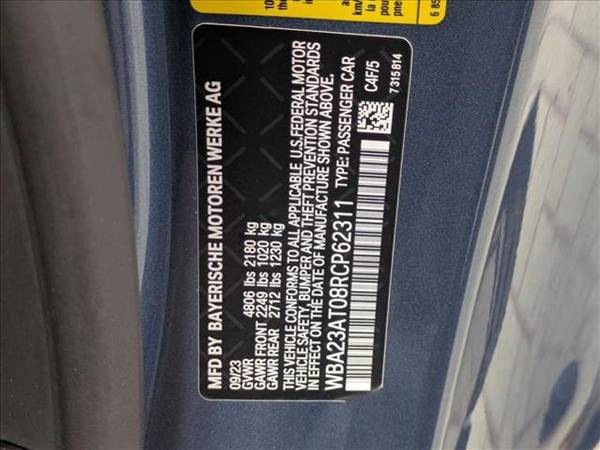 MFD BY BAYERISCHE MOTOREN WERKE AG
09/23
GVWR 4806 lbs 2180 kg
GAWR FRONT 2249 lbs 1020 kg
GAWR REAR 2712 lbs 1230 kg
THIS VEHICLE CONFORMS TO ALL APPLICABLE U.S.FEDERAL MOTOR
VEHICLE SAFETY, BUMPER AND THEFT PREVENTION STANDARDS
IN EFFECT ON THE DATE OF MANUFACTURE SHOWN ABOVE.
WBA23AT08RCP62311 TYPE: PASSENGER CAR
C4F/5
7 315 814